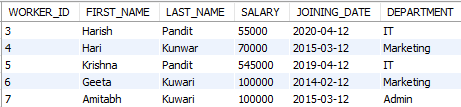 WORKER_ID FIRST_NAME LAST_NAME SALARY JOINING_DATE DEPARTMENT
3 Harish Pandit 55000 2020-04-12 IT
4 Hari Kunwar 70000 2015-03-12 Marketing
5 Krishna Pandit 545000 2019-04-12 IT
6 Geeta Kuwari 100000 2014-02-12 Marketing
7 Amitabh Kuwari 100000 2015-03-12 Admin